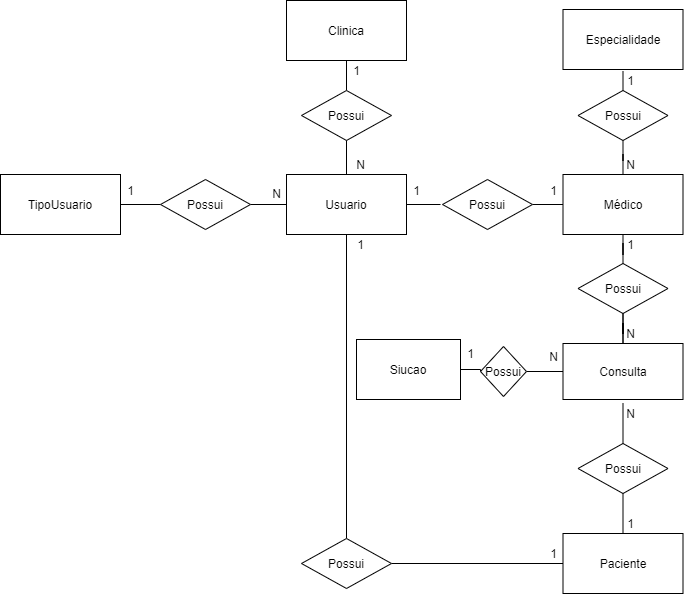 Clinica
Especialidade
1
1
Possui
Possui
N
N
TipoUsuario
1
Possui
N
Usuario
1
Possui
1
Médico
1
1
Possui
N
Siucao
1
Possui
N
Consulta
N
Possui
1
Possui
1
Paciente